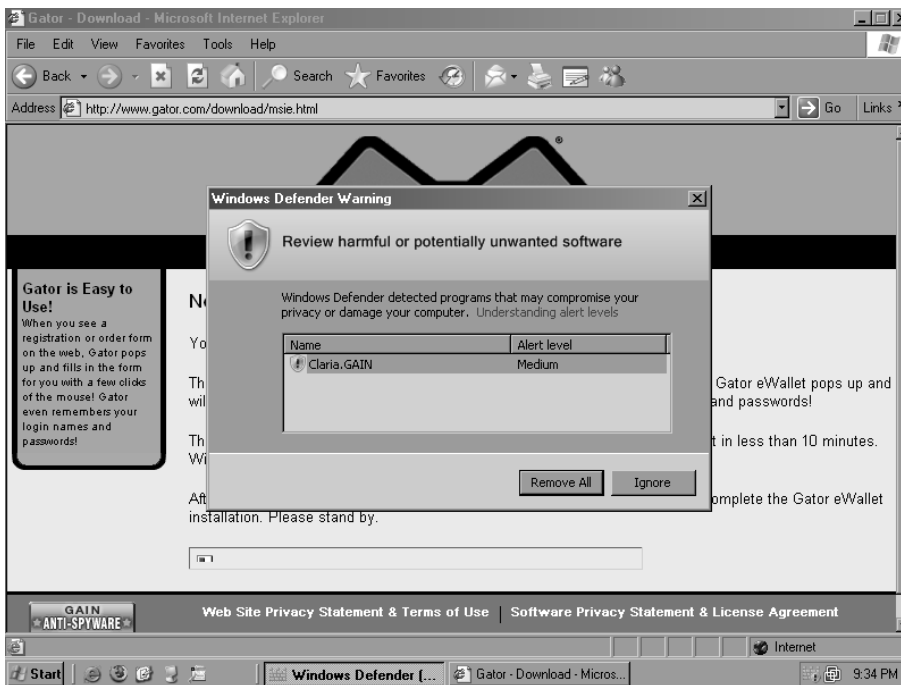 Gator - Download - Microsoft Internet Explorer
File Edit View Favorites Tools Help
Back Search Favorites
Address http://www.gator.com/download/msie.html Go Links
Windows Defender Warning
Review harmful or potentially unwanted software
Windows Defender detected programs that may compromise your
privacy or damage your computer. Understanding alert levels
Name Alert level
Claria.GAIN Medium
Remove All Ignore
Gator is Easy to
Use!
When you see a
registration or order form
on the web, Gator pops
up and fills in the form
for you with a few clicks
of the mouse! Gator
even remembers your
login names and
passwords!
Gator eWallet pops up and
and passwords!
t in less than 10 minutes.
omplete the Gator eWallet
installation. Please stand by.
GAIN
ANTI-SPYWARE
Web Site Privacy Statement & Terms of Use | Software Privacy Statement & License Agreement
Internet
Start Windows Defender (... Gator - Download - Micros... 9:34 PM